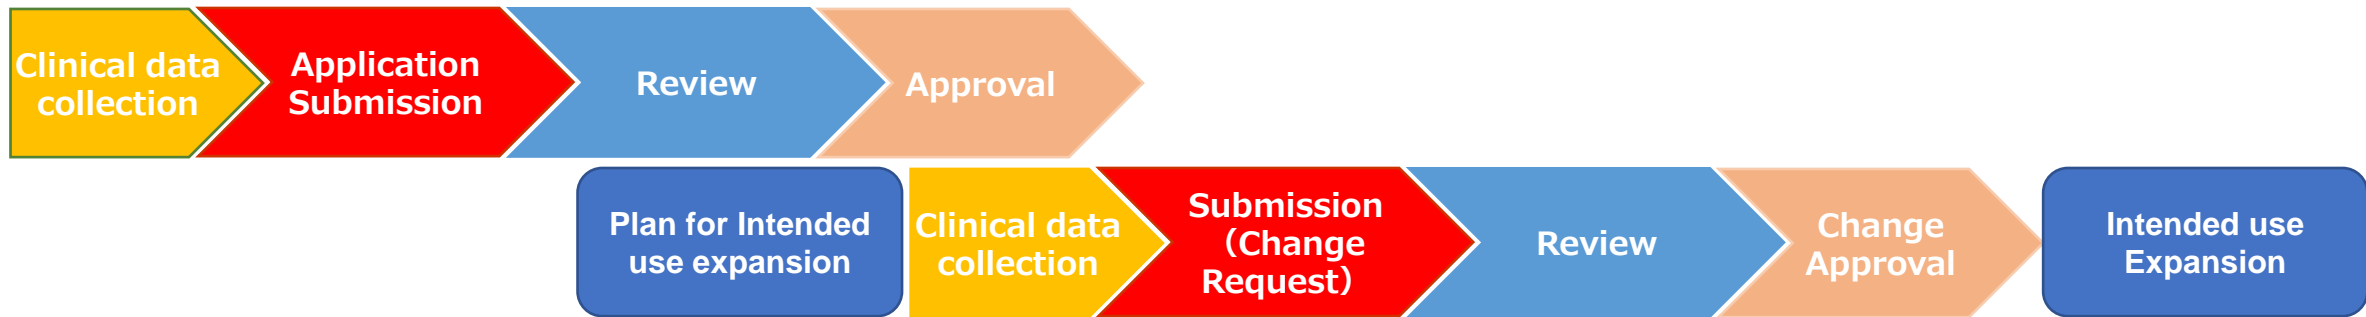 Clinical data
collection
Application
Submission
Review
Approval
Plan for Intended
use expansion
Clinical data
collection
Submission
（Change
Request）
Review
Change
Approval
Intended use
Expansion